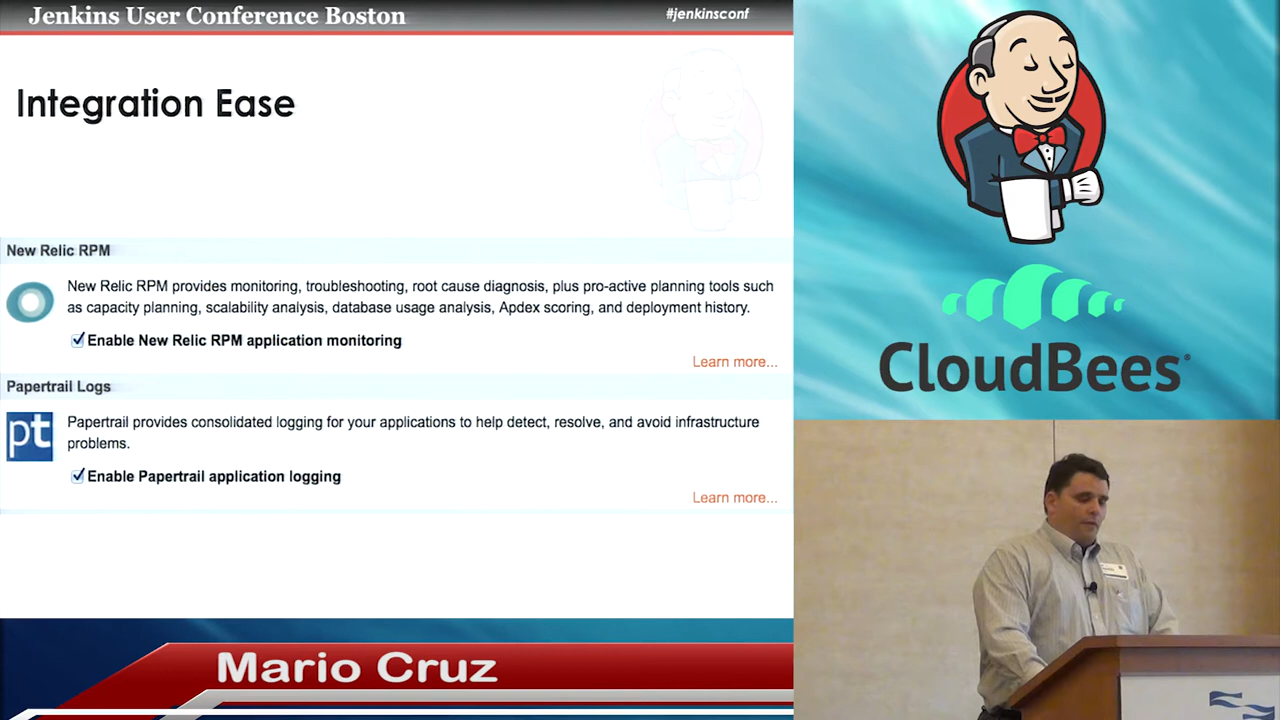 Jenkins User Conference Boston
#jenkinsconf
Integration Ease
New Relic RPM
New Relic RPM provides monitoring, troubleshooting, root cause diagnosis, plus pro-active planning tools such
as capacity planning, scalability analysis, database usage analysis, Apdex scoring, and deployment history.
Enable New Relic RPM application monitoring
Learn more...
Papertrail Logs
pt
Papertrail provides consolidated logging for your applications to help detect, resolve, and avoid infrastructure
problems.
Enable Papertrail application logging
Learn more...
Mario Cruz
CloudBees®